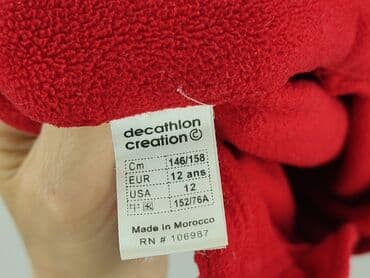 decathlon
creation ©
Cm 146/158
EUR 12 ans
USA 12
152/76A
Made in Morocco
RN # 106987